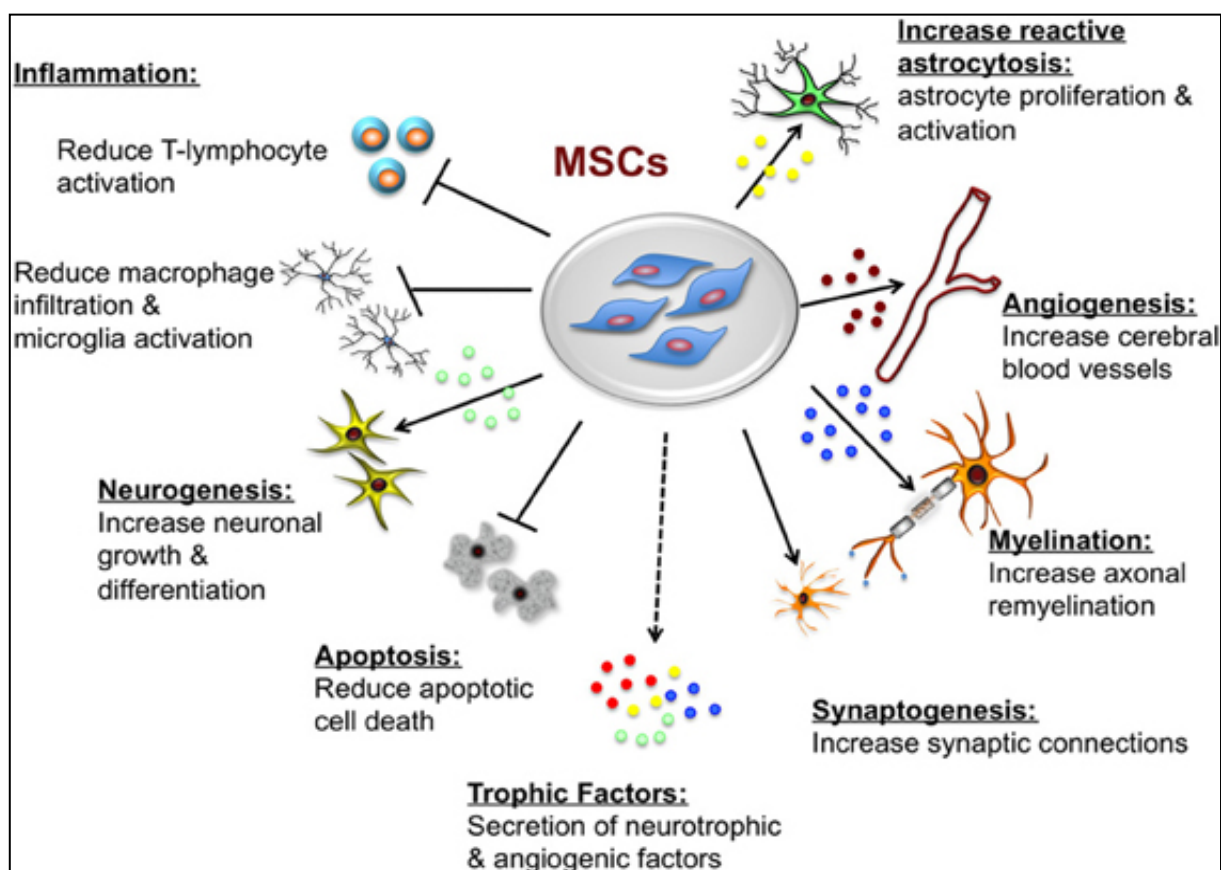 Inflammation:
Reduce T-lymphocyte
activation
Reduce macrophage
infiltration &
microglia activation
Neurogenesis:
Increase neuronal
growth &
differentiation
Apoptosis:
Reduce apoptotic
cell death
Trophic Factors:
Secretion of neurotrophic
& angiogenic factors
MSCs
Increase reactive
astrocytosis:
astrocyte proliferation &
activation
Angiogenesis:
Increase cerebral
blood vessels
Myelination:
Increase axonal
remyelination
Synaptogenesis:
Increase synaptic connections